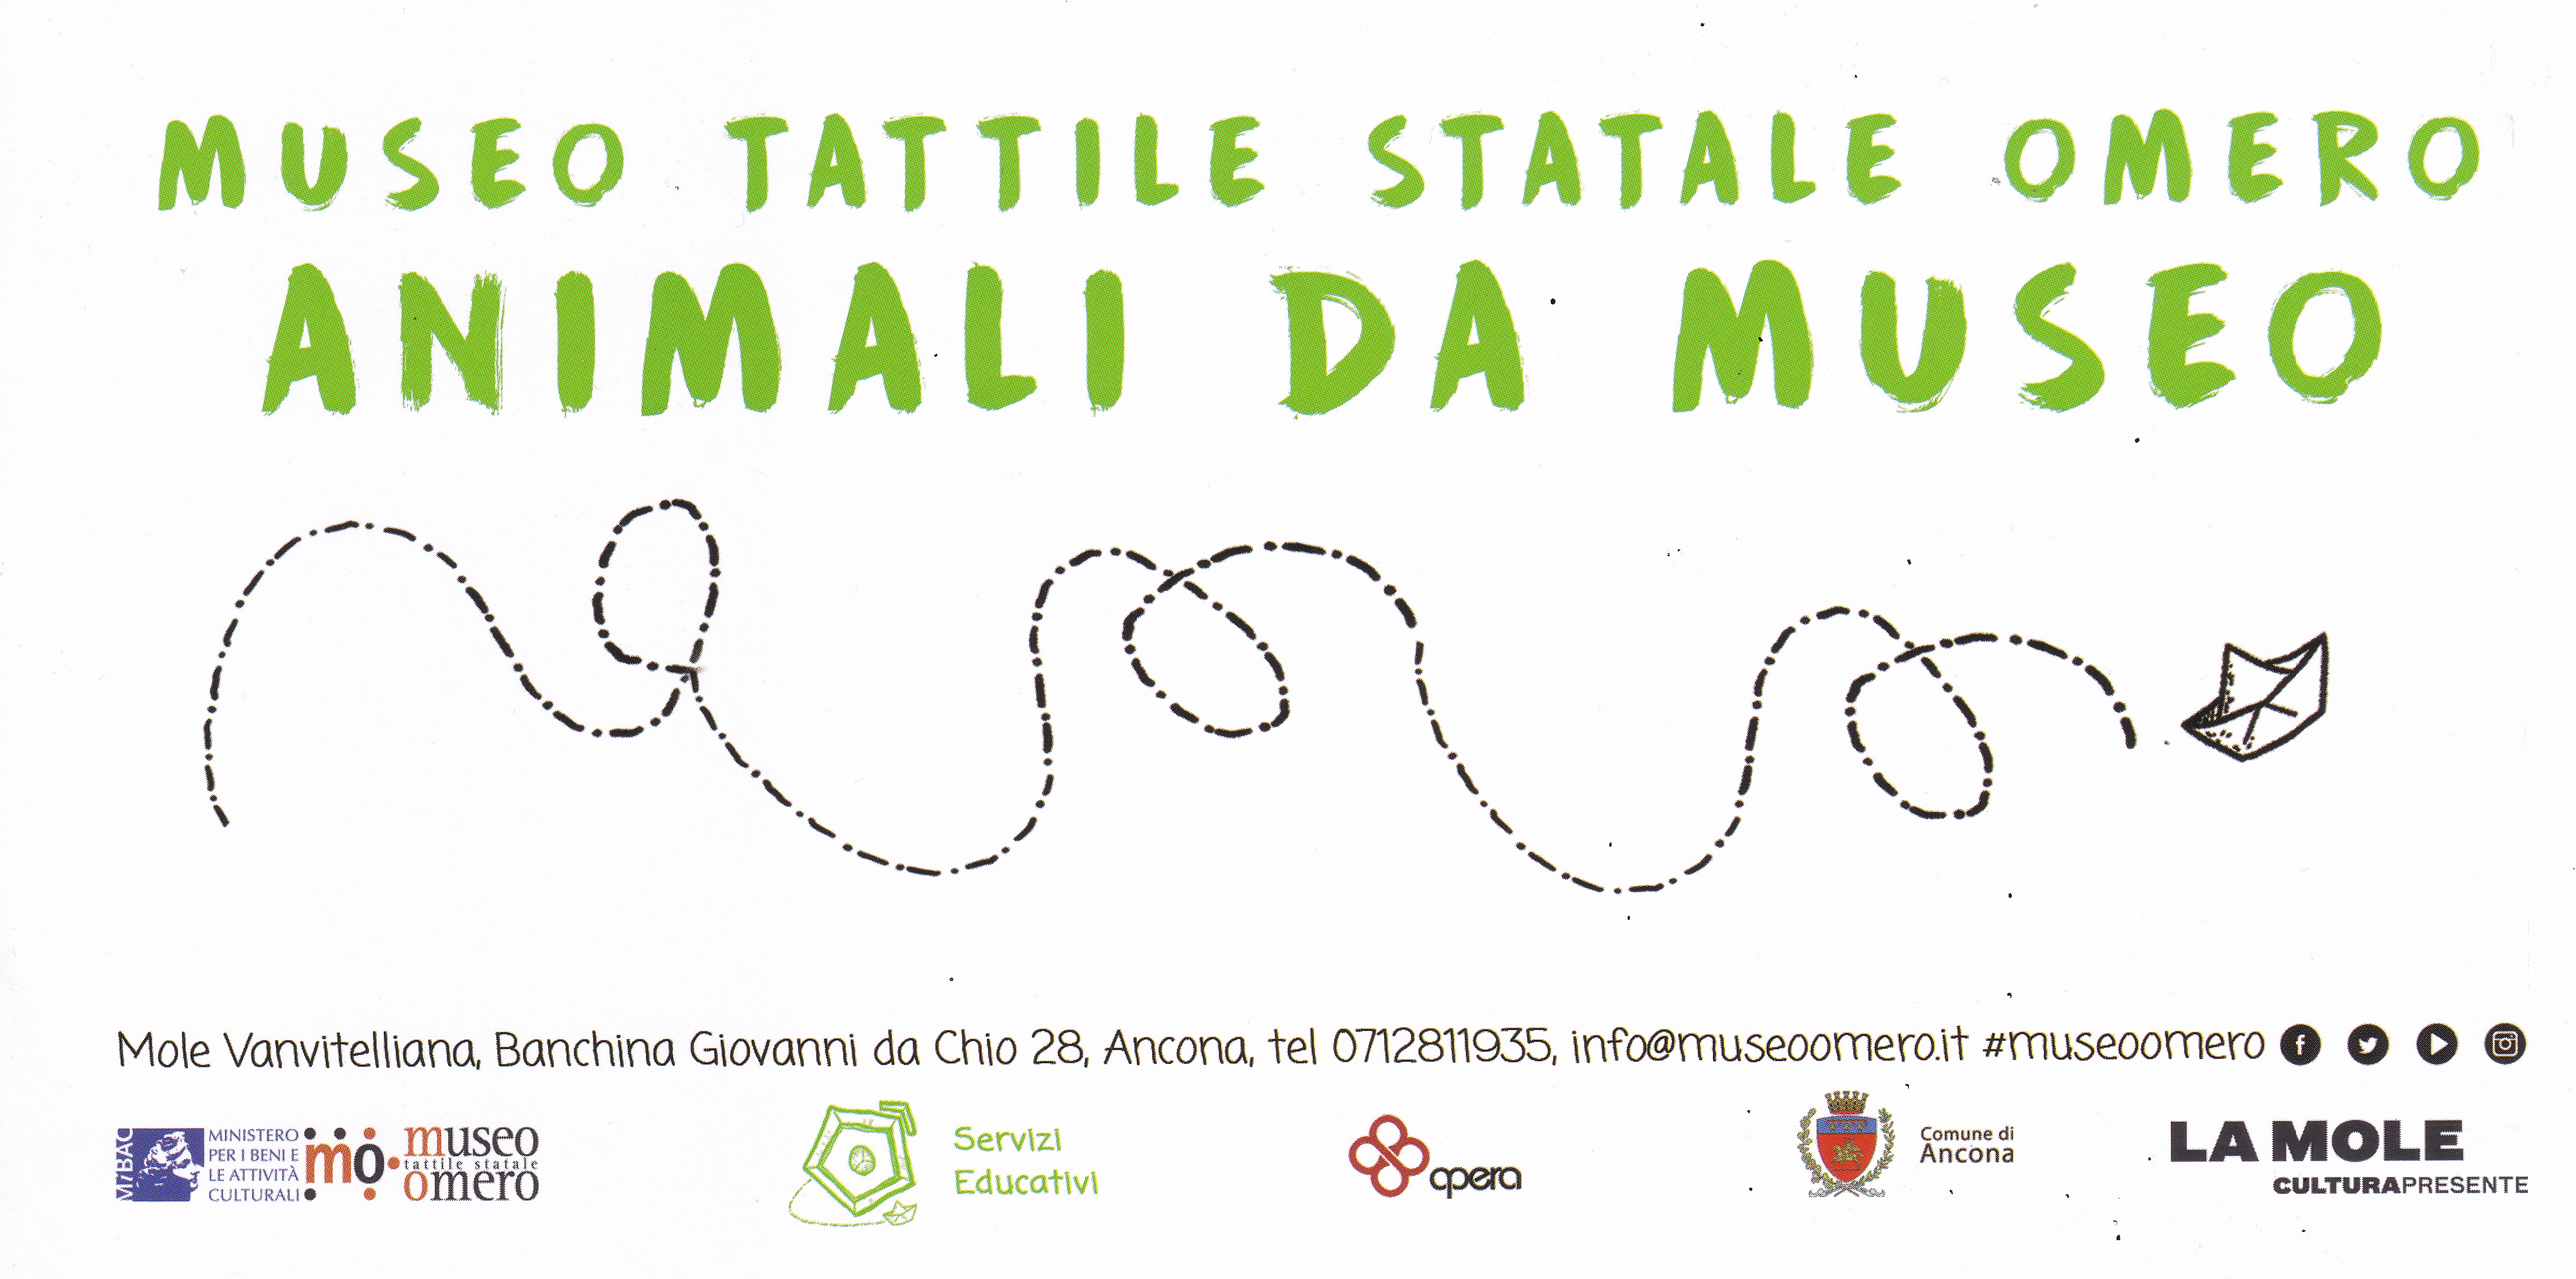 MUSEO TATTILE STATALE OMERO
ANIMALI DA MUSEO
Mole Vanvitelliana, Banchina Giovanni da Chio 28, Ancona, tel 0712811935, info@museoomero.it #museoomero
MiBAC
MINISTERO
PER I BENI E
LE ATTIVITÀ
CULTURALI
mo
museo
tattile statale
omero
Servizi
Educativi
opera
Comune di
Ancona
LA MOLE
CULTURAPRESENTE